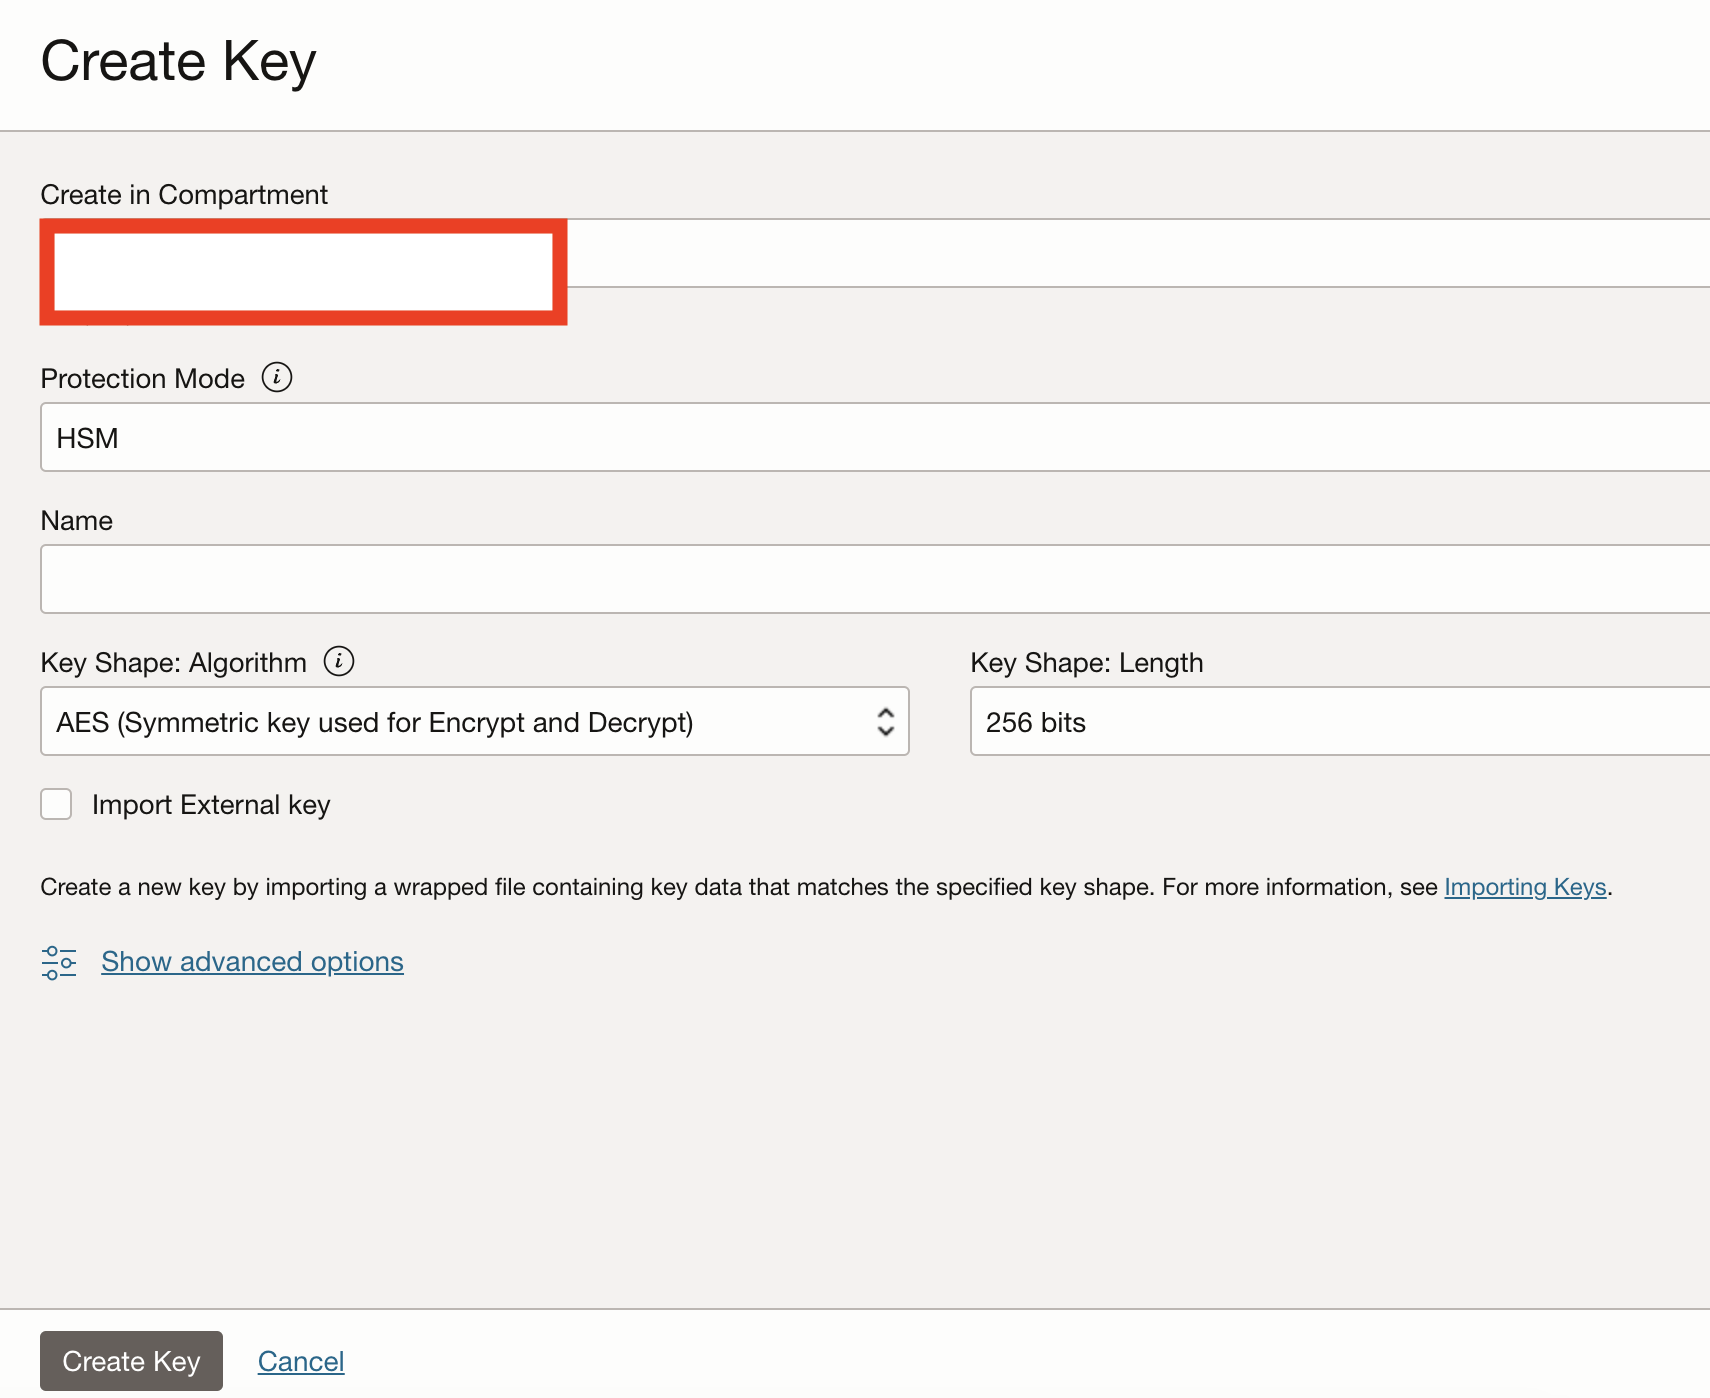 Create Key
Create in Compartment
Protection Mode
HSM
Name
Key Shape: Algorithm
Key Shape: Length
AES (Symmetric key used for Encrypt and Decrypt)
256 bits
Import External key
Create a new key by importing a wrapped file containing key data that matches the specified key shape. For more information, see Importing Keys.
Show advanced options
Create Key
Cancel